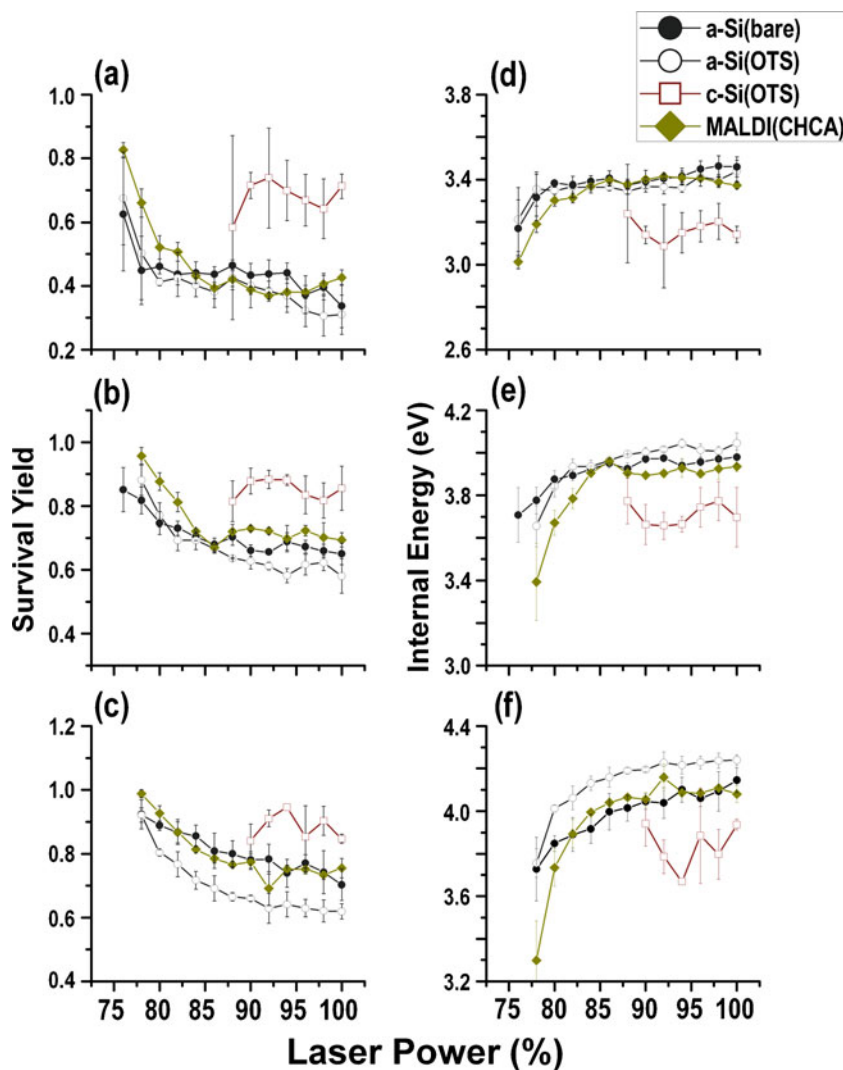 a-Si(bare)
a-Si(OTS)
c-Si(OTS)
MALDI(CHCA)
(a)
1.0
0.8
0.6
0.4
0.2
(d)
3.8
3.4
3.0
2.6
(b)
1.0
0.8
0.6
0.4
(e)
4.2
3.8
3.4
3.0
(c)
1.2
1.0
0.8
0.6
0.4
(f)
4.4
4.0
3.6
3.2
Survival Yield
Internal Energy (eV)
75 80 85 90 95 100
75 80 85 90 95 100
Laser Power (%)